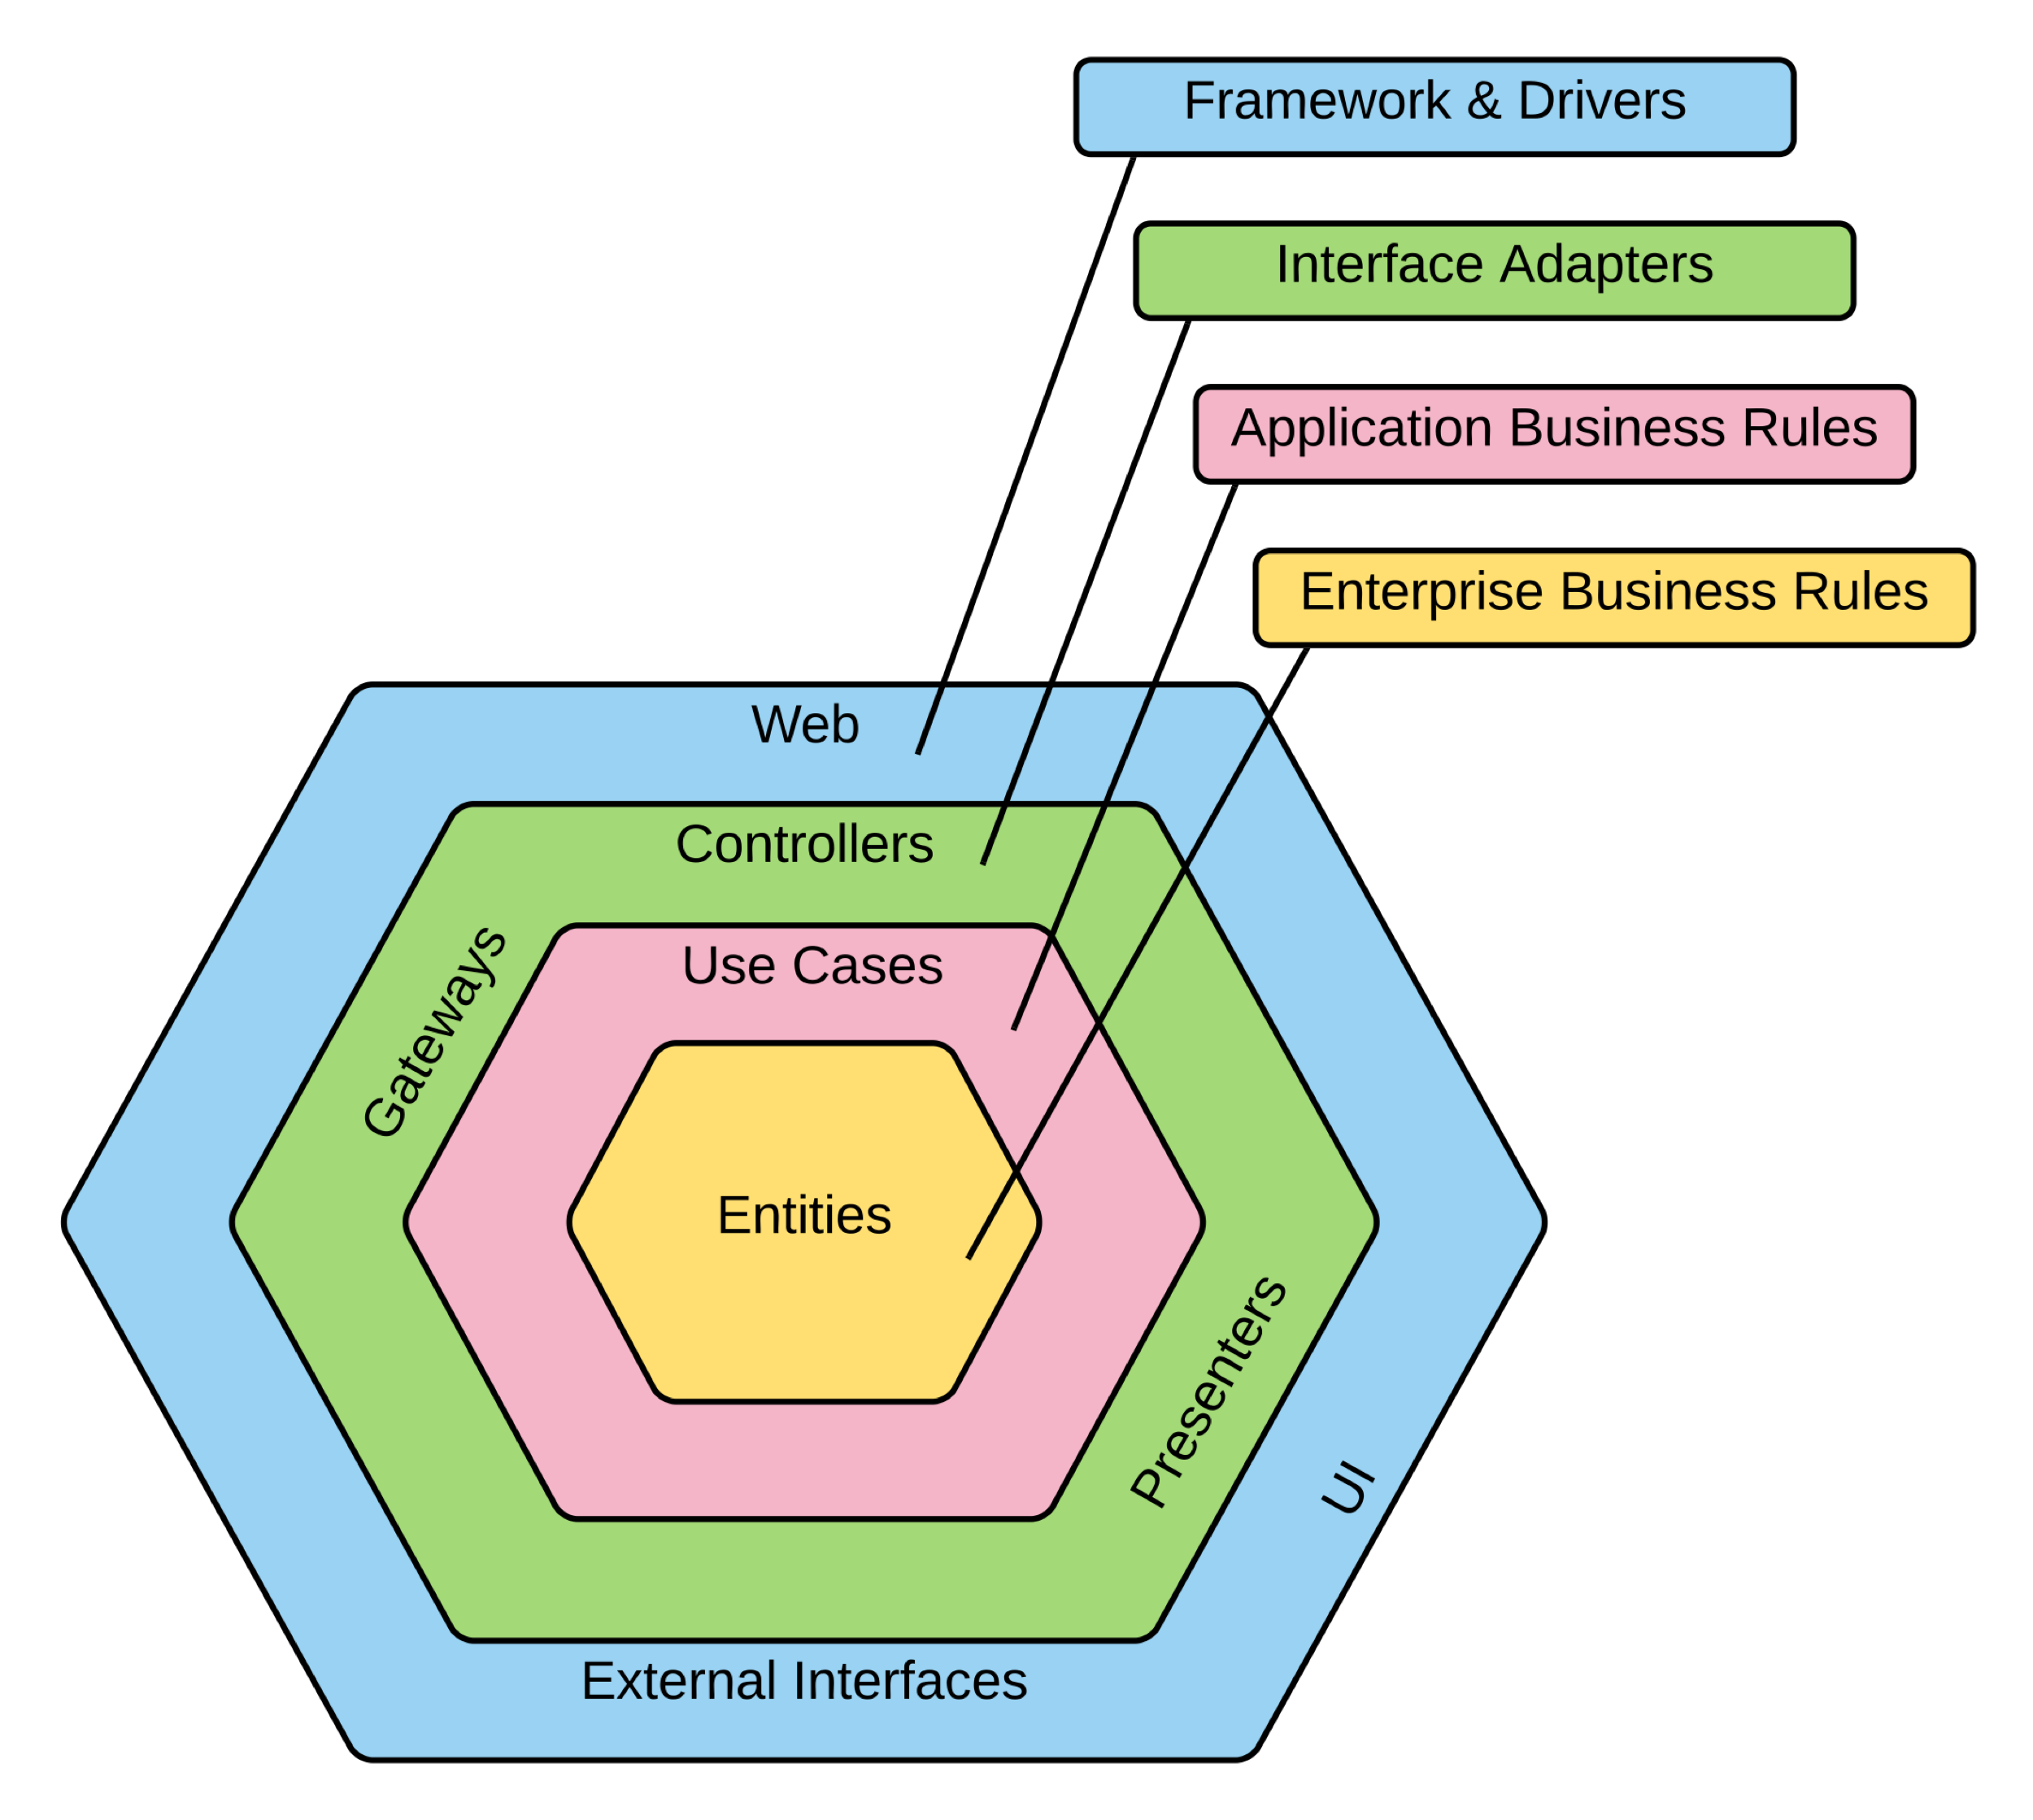 Framework & Drivers
Interface Adapters
Application Business Rules
Enterprise Business Rules
Web
Controllers
Gateways
Use Cases
Entities
Presenters
UI
External Interfaces